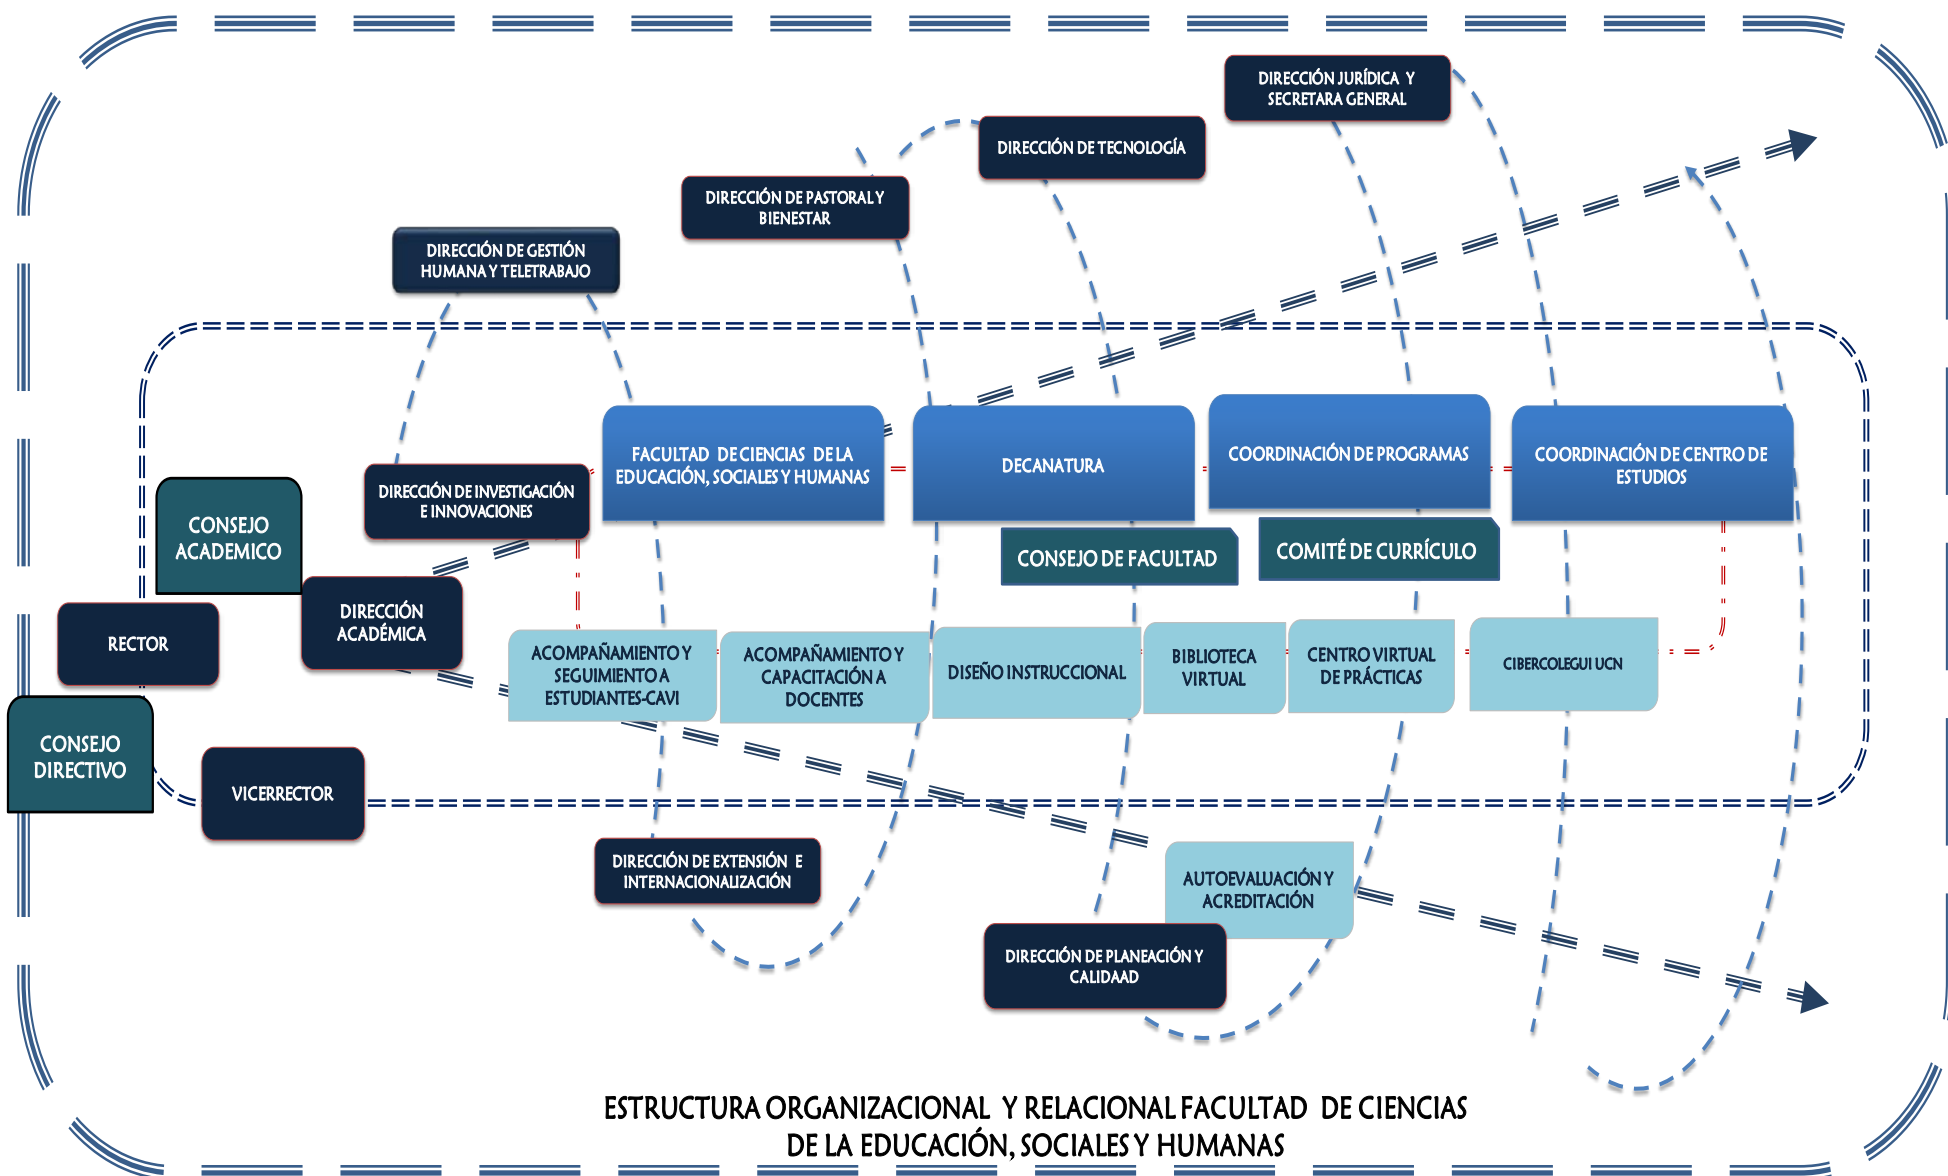 DIRECCIÓN JURÍDICA Y
SECRETARA GENERAL
DIRECCIÓN DE TECNOLOGÍA
DIRECCIÓN DE PASTORAL Y
BIENESTAR
DIRECCIÓN DE GESTIÓN
HUMANA Y TELETRABAJO
FACULTAD DE CIENCIAS DE LA
EDUCACIÓN, SOCIALES Y HUMANAS
DECANATURA
COORDINACIÓN DE PROGRAMAS
COORDINACIÓN DE CENTRO DE
ESTUDIOS
DIRECCIÓN DE INVESTIGACIÓN
E INNOVACIONES
CONSEJO
ACADEMICO
CONSEJO DE FACULTAD
COMITÉ DE CURRÍCULO
DIRECCIÓN
ACADÉMICA
RECTOR
ACOMPAÑAMIENTO Y
SEGUIMIENTO A
ESTUDIANTES-CAVI
ACOMPAÑAMIENTO Y
CAPACITACIÓN A
DOCENTES
DISEÑO INSTRUCCIONAL
BIBLIOTECA
VIRTUAL
CENTRO VIRTUAL
DE PRÁCTICAS
CIBERCOLEGUI UCN
CONSEJO
DIRECTIVO
VICERRECTOR
DIRECCIÓN DE EXTENSIÓN E
INTERNACIONALIZACIÓN
AUTOEVALUACIÓN Y
ACREDITACIÓN
DIRECCIÓN DE PLANEACIÓN Y
CALIDAAD
ESTRUCTURA ORGANIZACIONAL Y RELACIONAL FACULTAD DE CIENCIAS
DE LA EDUCACIÓN, SOCIALES Y HUMANAS